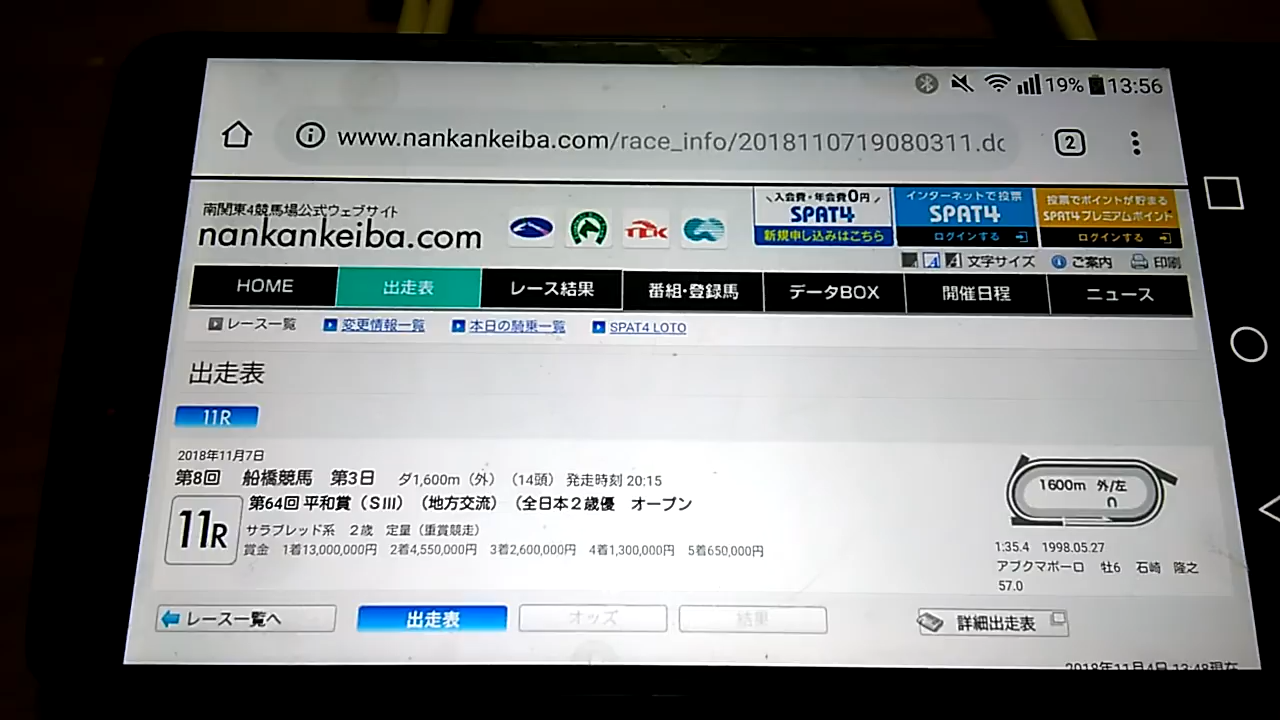 19% 13:56
www.nankankeiba.com/race_info/2018110719080311.dc
2
南関東4競馬場公式ウェブサイト
nankankeiba.com
TCK
入会費・年会費0円
SPAT4
新規申し込みはこちら
インターネットで投票
SPAT4
ログインする
投票でポイントが貯まる
SPAT4プレミアムポイント
ログインする
文字サイズ ご案内 印刷
HOME 出走表 レース結果 番組・登録馬 データBOX 開催日程 ニュース
レース一覧 変更情報一覧 本日の騎乗一覧 SPAT4 LOTO
出走表
11R
2018年11月7日
第8回 船橋競馬 第3日 ダ1,600m（外）（14頭） 発走時刻 20:15
11R
第64回 平和賞（SIII）（地方交流）（全日本２歳優 オープン
サラブレッド系 2歳 定量（重賞競走）
賞金 1着13,000,000円 2着4,550,000円 3着2,600,000円 4着1,300,000円 5着650,000円
1600m 外/左
1:35.4 1998.05.27
アブクマポーロ 牡6 石崎 隆之
57.0
レース一覧へ 出走表 オッズ 結果 詳細出走表
2018年11月4日 13:48現在